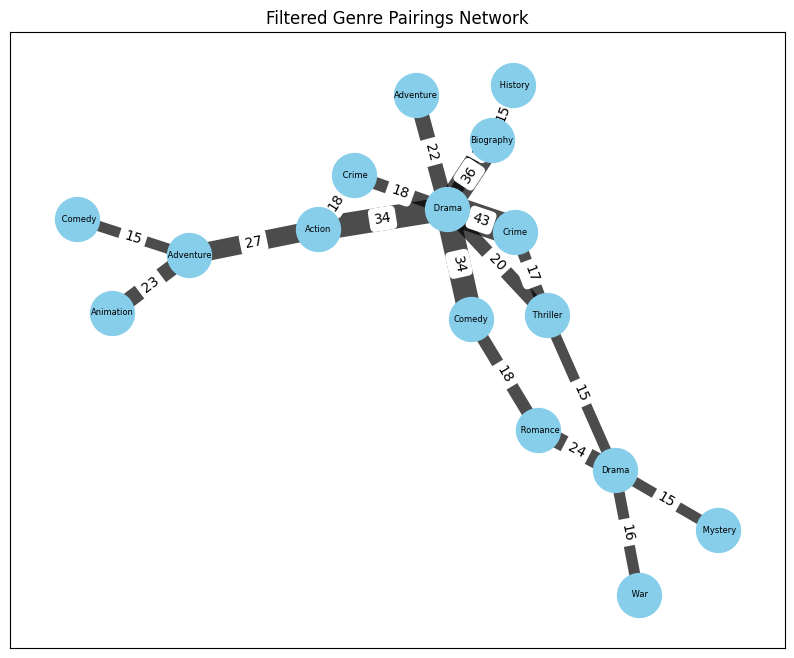 Filtered Genre Pairings Network
History
Adventure
15
Biography
22
36
Crime
18
18
Drama
Comedy
34
43
Crime
Action
15
27
Adventure
34
20
17
23
Animation
Comedy
Thriller
18
15
Romance
24
Drama
15
16
Mystery
War